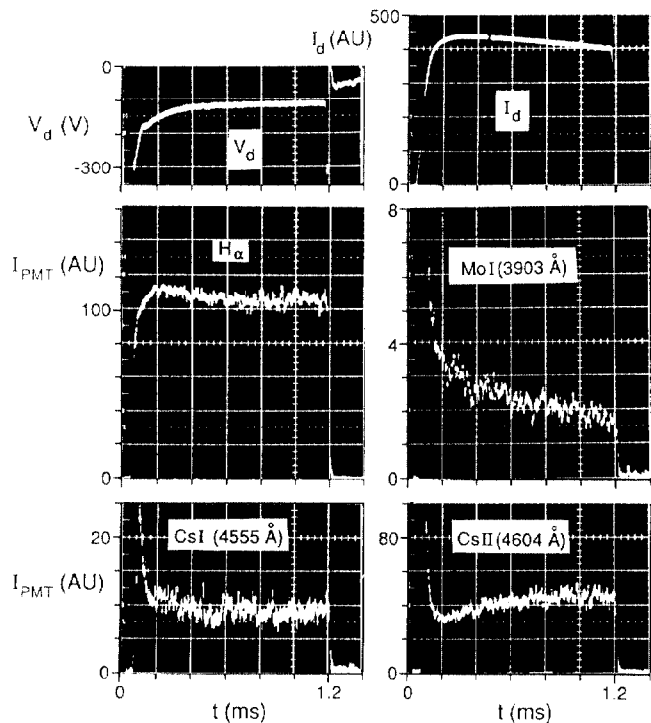 I_d (AU)
500
0
0
-300
V_d (V)
V_d
I_d
I_PMT (AU)
100
0
H_α
8
4
0
MoI (3903 Å)
I_PMT (AU)
20
0
CsI (4555 Å)
80
0
CsII (4604 Å)
0
1.2
t (ms)
0
1.2
t (ms)